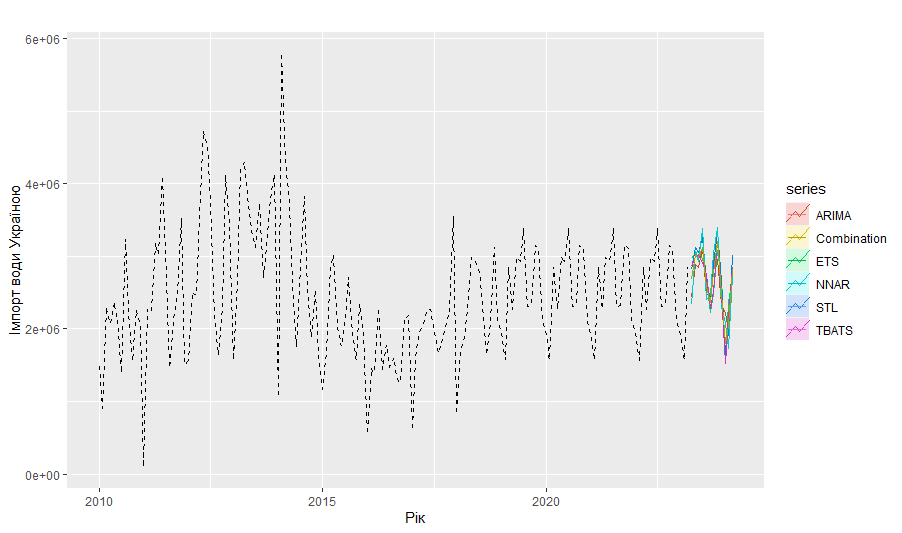 6e+06
4e+06
2e+06
0e+00
Імпорт води Україною
2010
2015
2020
Рік
series
ARIMA
Combination
ETS
NNAR
STL
TBATS